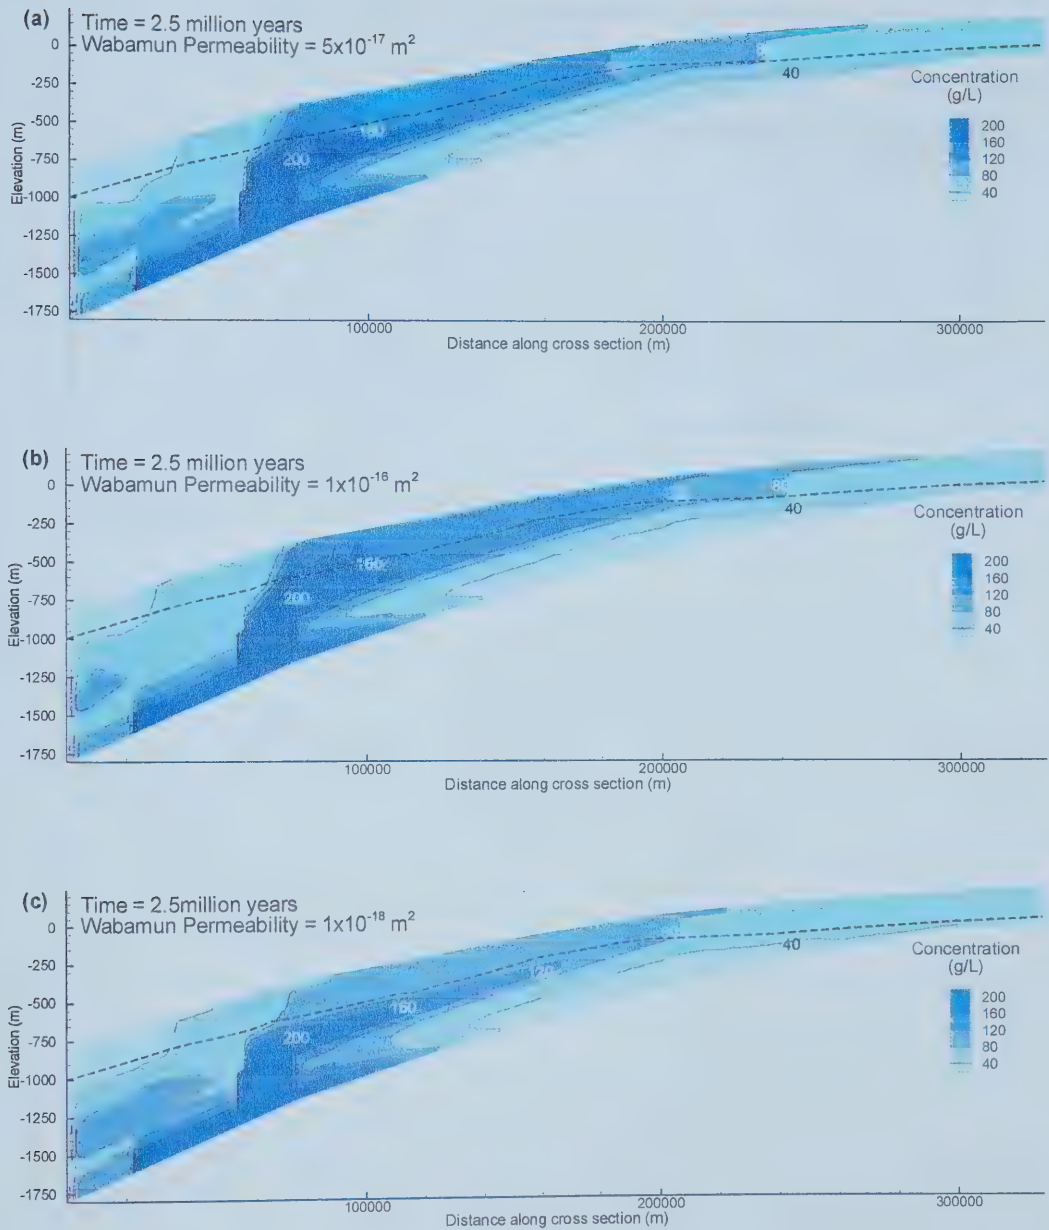 (a)
Time = 2.5 million years
Wabamun Permeability = 5x10⁻¹⁷ m²
0
-250
-500
-750
-1000
-1250
-1500
-1750
Elevation (m)
200
40
Concentration
(g/L)
200
160
120
80
40
100000
200000
300000
Distance along cross section (m)
(b)
Time = 2.5 million years
Wabamun Permeability = 1x10⁻¹⁶ m²
0
-250
-500
-750
-1000
-1250
-1500
-1750
Elevation (m)
200
40
Concentration
(g/L)
200
160
120
80
40
100000
200000
300000
Distance along cross section (m)
(c)
Time = 2.5million years
Wabamun Permeability = 1x10⁻¹⁸ m²
0
-250
-500
-750
-1000
-1250
-1500
-1750
Elevation (m)
120
160
200
40
Concentration
(g/L)
200
160
120
80
40
100000
200000
300000
Distance along cross section (m)